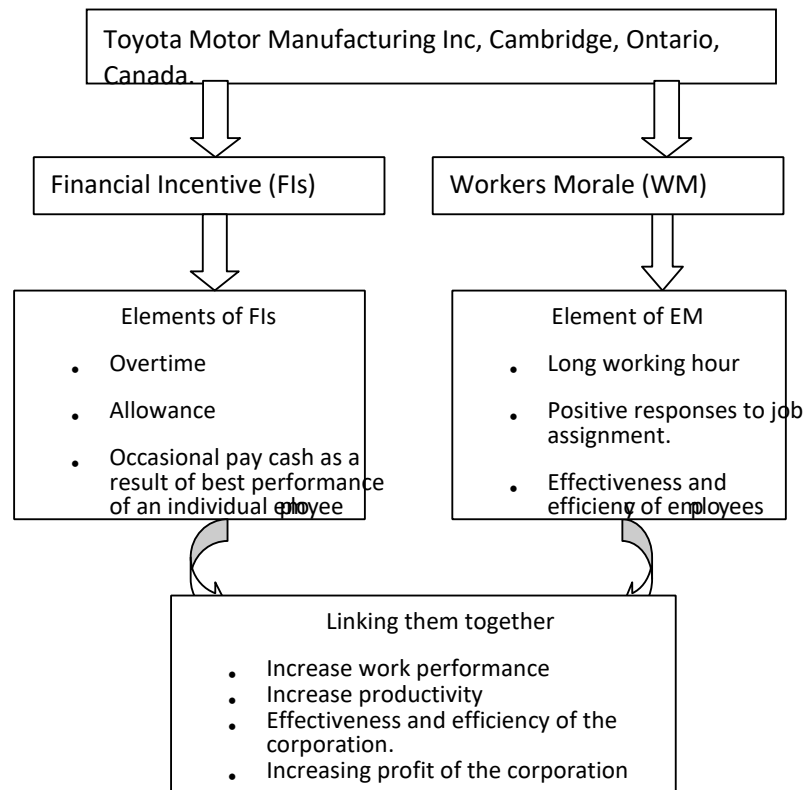 Toyota Motor Manufacturing Inc, Cambridge, Ontario,
Canada.
Financial Incentive (FIs)
Workers Morale (WM)
Elements of FIs
• Overtime
• Allowance
• Occasional pay cash as a
result of best performance
of an individual employee
Element of EM
• Long working hour
• Positive responses to job
assignment.
• Effectiveness and
efficiency of employees
Linking them together
• Increase work performance
• Increase productivity
• Effectiveness and efficiency of the
corporation.
• Increasing profit of the corporation